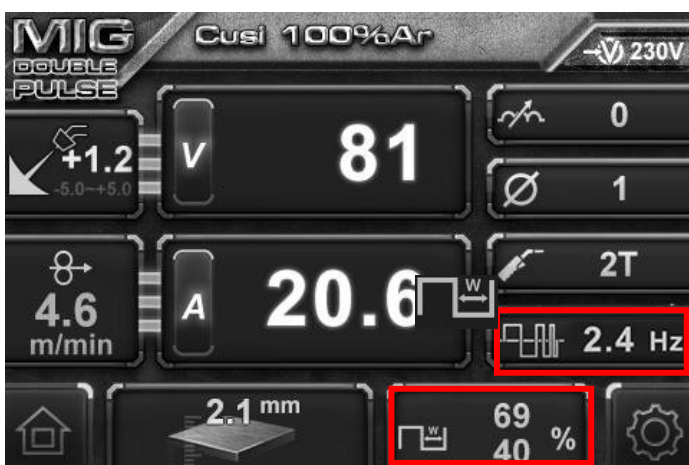 MIG
DOUBLE
PULSE
Cusi 100%Ar
230V
+1.2
-5.0~+5.0
V
81
0
1
4.6
m/min
A
20.6
W
2T
2.4 Hz
2.1 mm
W
69
40 %